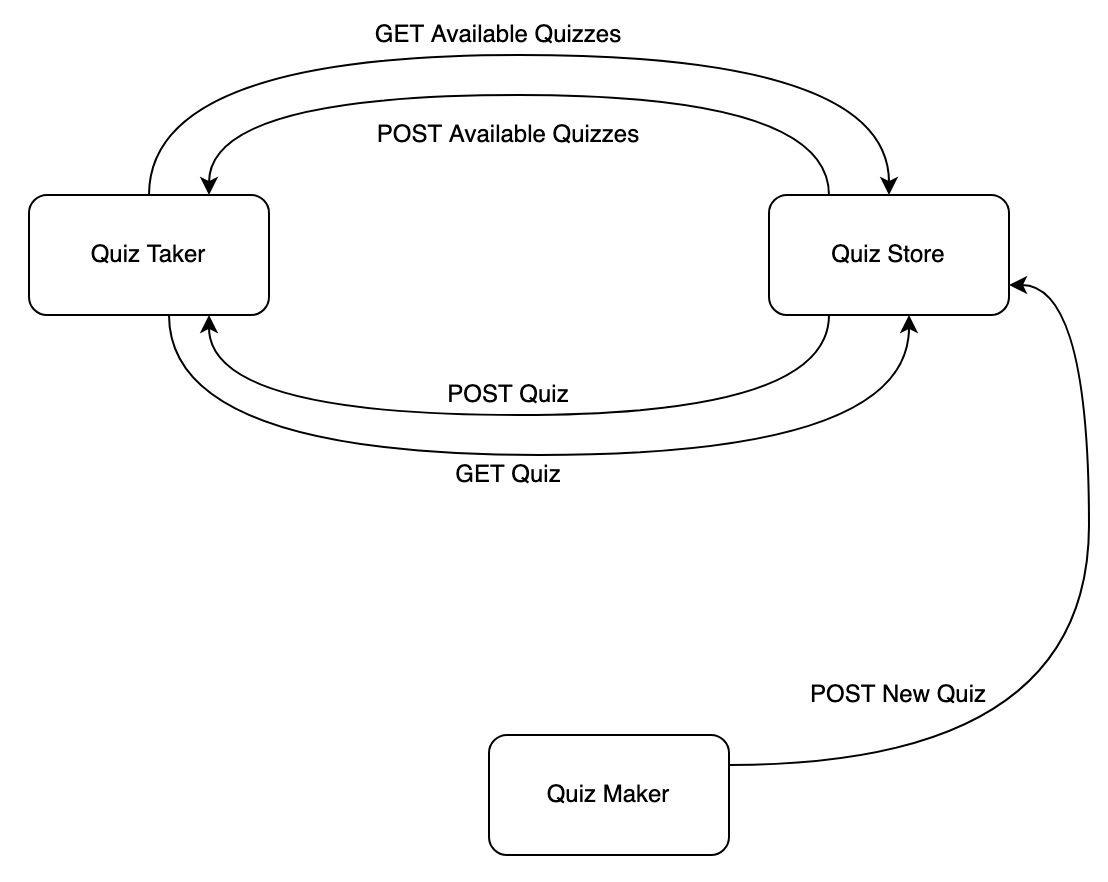 GET Available Quizzes
POST Available Quizzes
Quiz Taker
Quiz Store
POST Quiz
GET Quiz
POST New Quiz
Quiz Maker